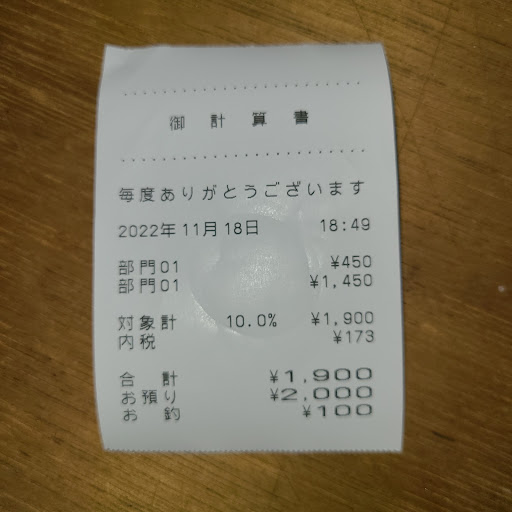 御計算書
毎度ありがとうございます
2022年11月18日 18:49
部門01 ¥450
部門01 ¥1,450
対象計 10.0% ¥1,900
内税 ¥173
合計 ¥1,900
お預り ¥2,000
お釣 ¥100